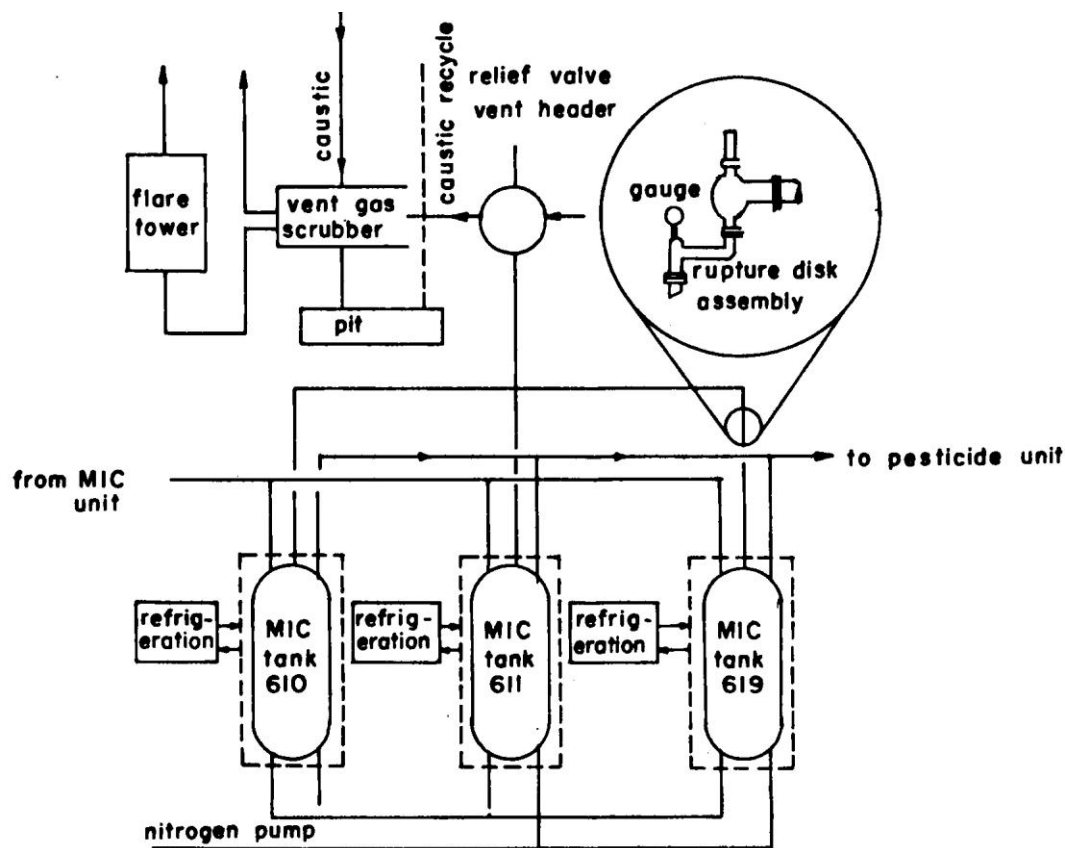 caustic
caustic recycle
relief valve
vent header
flare
tower
vent gas
scrubber
pit
gauge
rupture disk
assembly
from MIC
unit
to pesticide unit
refrig-
eration
MIC
tank
610
refrig-
eration
MIC
tank
611
refrig-
eration
MIC
tank
619
nitrogen pump